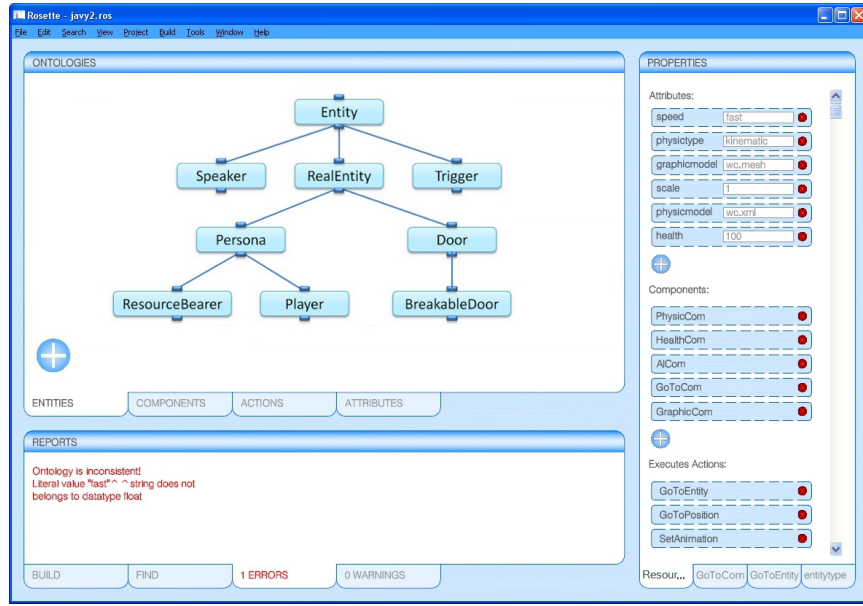 Rosette - javy2.ros
File Edit Search View Project Build Tools Window Help
ONTOLOGIES
Entity
Speaker RealEntity Trigger
Persona Door
ResourceBearer Player BreakableDoor
ENTITIES COMPONENTS ACTIONS ATTRIBUTES
REPORTS
Ontology is inconsistent!
Literal value "fast"^ ^ string does not
belongs to datatype float
BUILD FIND 1 ERRORS 0 WARNINGS
PROPERTIES
Attributes:
speed fast
physictype kinematic
graphicmodel wc.mesh
scale 1
physicmodel wc.xml
health 100
Components:
PhysicCom
HealthCom
AICom
GoToCom
GraphicCom
Executes Actions:
GoToEntity
GoToPosition
SetAnimation
Resour... GoToCom GoToEntity entitytype